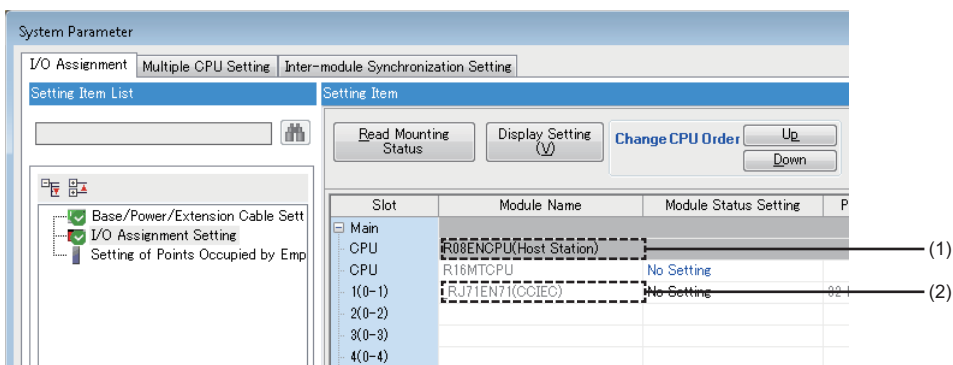 System Parameter
I/O Assignment Multiple CPU Setting Inter-module Synchronization Setting
Setting Item List
Setting Item
Read Mounting Status
Display Setting (V)
Change CPU Order
Up
Down
Base/Power/Extension Cable Sett
I/O Assignment Setting
Setting of Points Occupied by Emp
Slot Module Name Module Status Setting P
Main
CPU R08ENCPU(Host Station) (1)
CPU R16MTCPU No Setting
1(0-1) RJ71EN71(CCIEC) No Setting (2)
2(0-2)
3(0-3)
4(0-4)